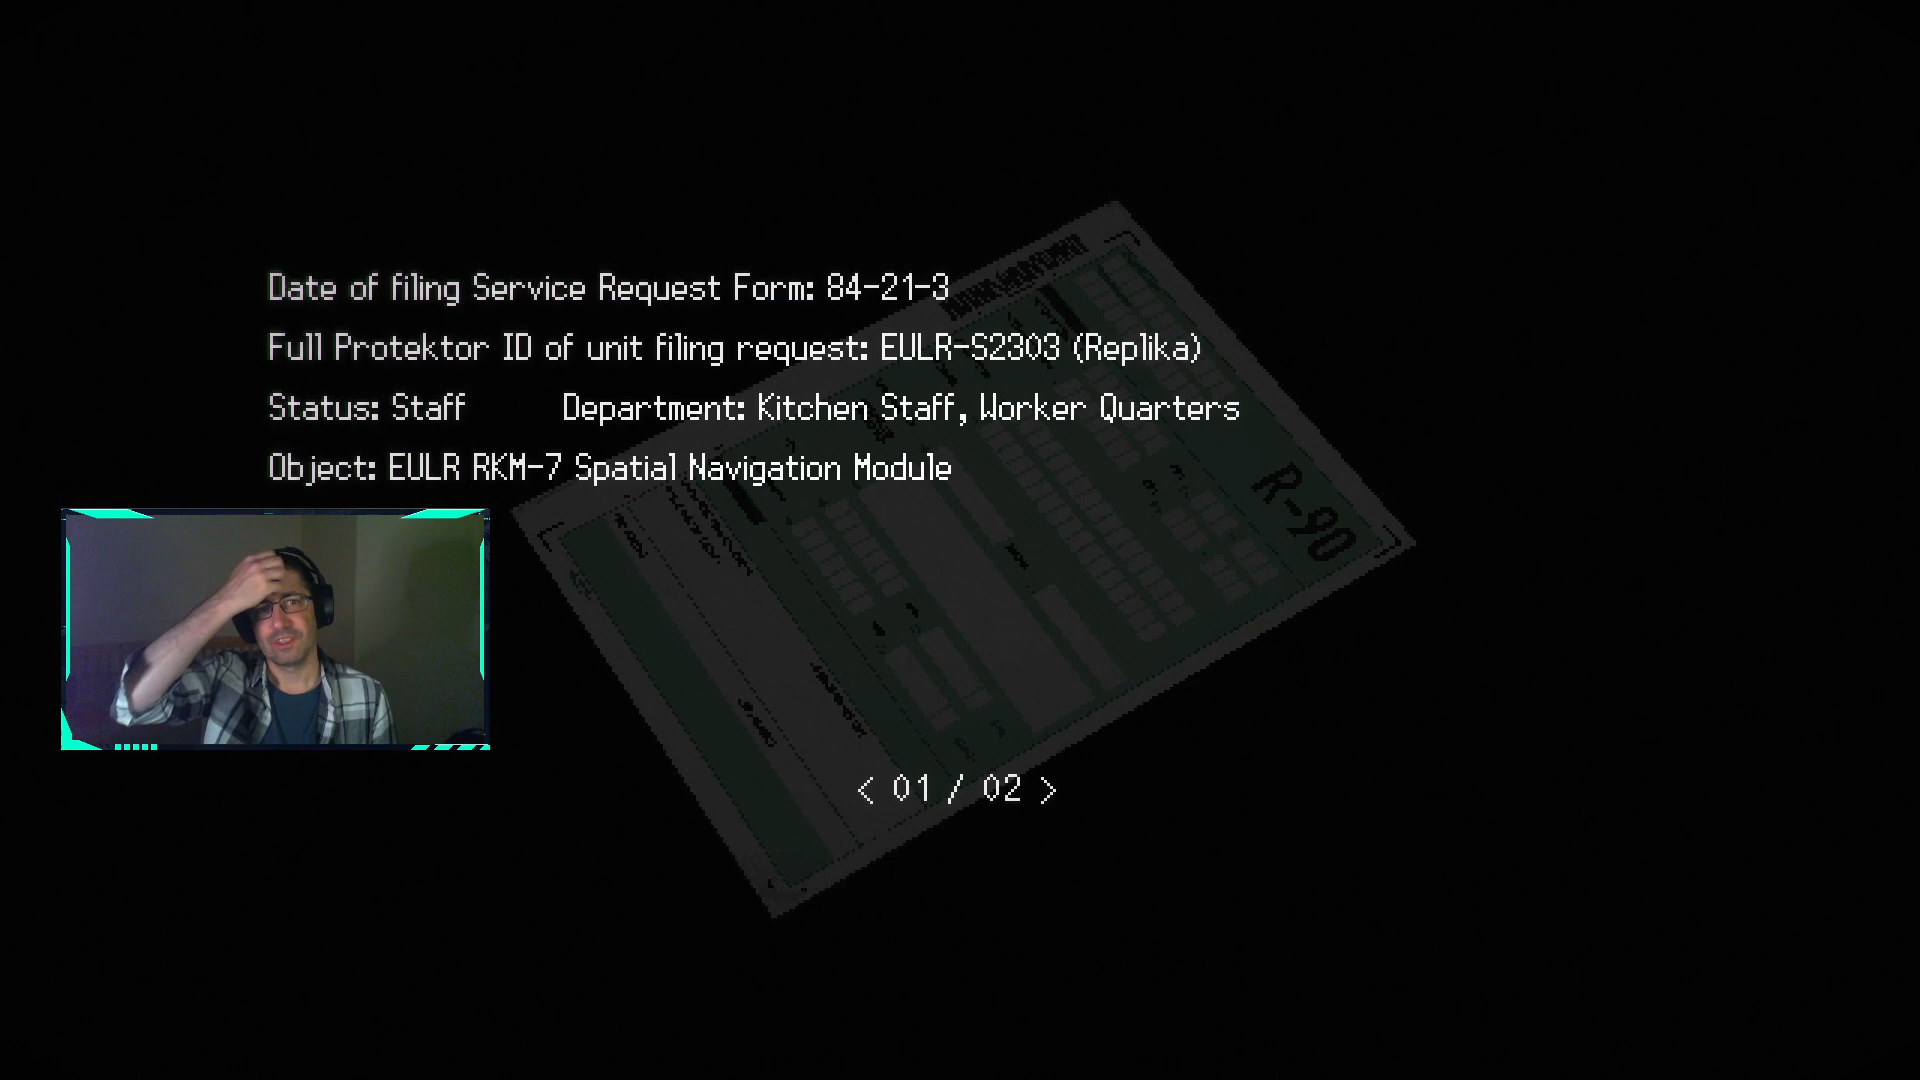 Date of filing Service Request Form: 84-21-3
Full Protektor ID of unit filing request: EULR-S2303 (Replika)
Status: Staff Department: Kitchen Staff, Worker Quarters
Object: EULR RKM-7 Spatial Navigation Module
R-90
< 01 / 02 >